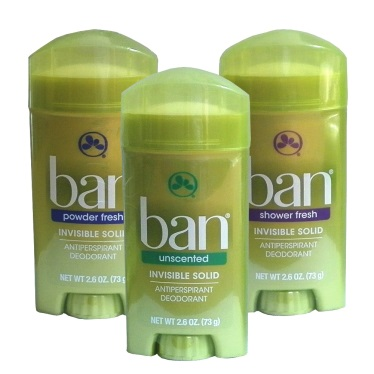 ban®
powder fresh
INVISIBLE SOLID
ANTIPERSPIRANT
DEODORANT
NET WT 2.6 OZ. (73 g)
ban®
unscented
INVISIBLE SOLID
ANTIPERSPIRANT
DEODORANT
NET WT 2.6 OZ. (73 g)
ban®
shower fresh
INVISIBLE SOLID
ANTIPERSPIRANT
DEODORANT
NET WT 2.6 OZ. (73 g)